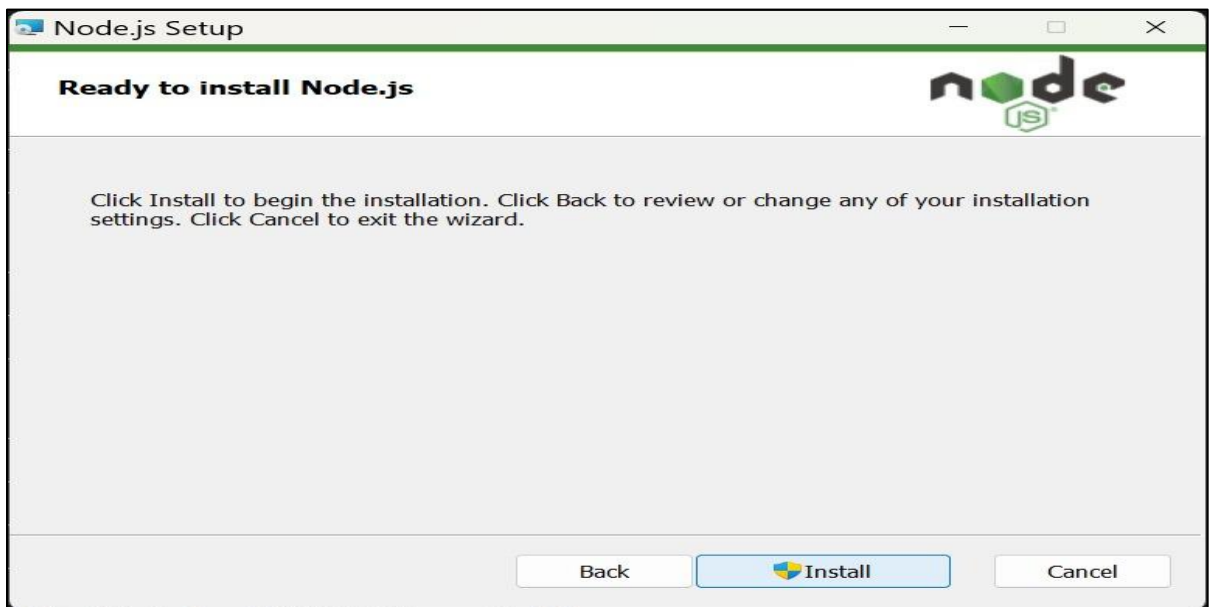 Node.js Setup
Ready to install Node.js
node
JS
Click Install to begin the installation. Click Back to review or change any of your installation
settings. Click Cancel to exit the wizard.
Back
Install
Cancel